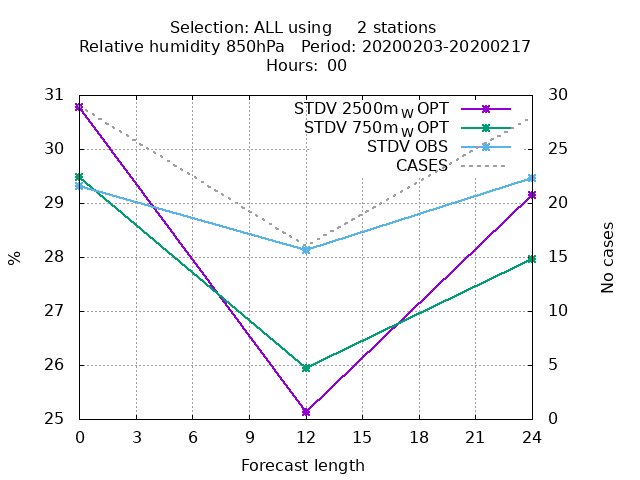 Selection: ALL using     2 stations
Relative humidity 850hPa   Period: 20200203-20200217
Hours:  00
31
30
29
28
27
26
25
%
30
25
20
15
10
5
0
No cases
STDV 2500m W OPT
STDV 750m W OPT
STDV OBS
CASES
0 3 6 9 12 15 18 21 24
Forecast length